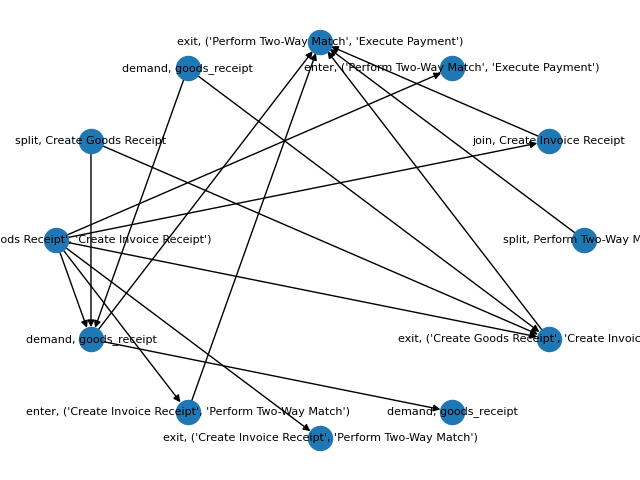 exit, ('Perform Two-Way Match', 'Execute Payment')
demand, goods_receipt
enter, ('Perform Two-Way Match', 'Execute Payment')
split, Create Goods Receipt
join, Create Invoice Receipt
Receipt', 'Create Invoice Receipt')
split, Perform Two-Way
demand, goods_receipt
exit, ('Create Goods Receipt', 'Create
enter, ('Create Invoice Receipt', 'Perform Two-Way Match')
demand, goods_receipt
exit, ('Create Invoice Receipt', 'Perform Two-Way Match')